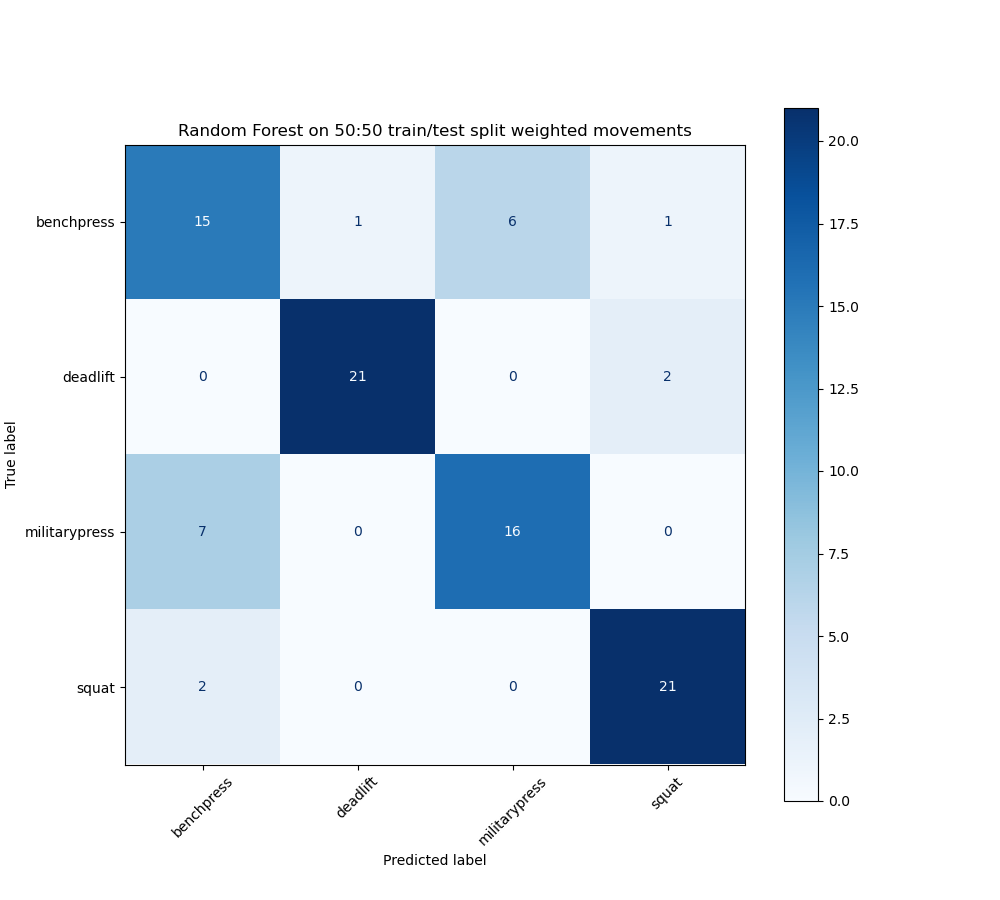 Random Forest on 50:50 train/test split weighted movements
True label
benchpress 15 1 6 1
deadlift 0 21 0 2
militarypress 7 0 16 0
squat 2 0 0 21
benchpress deadlift militarypress squat
Predicted label
20.0
17.5
15.0
12.5
10.0
7.5
5.0
2.5
0.0